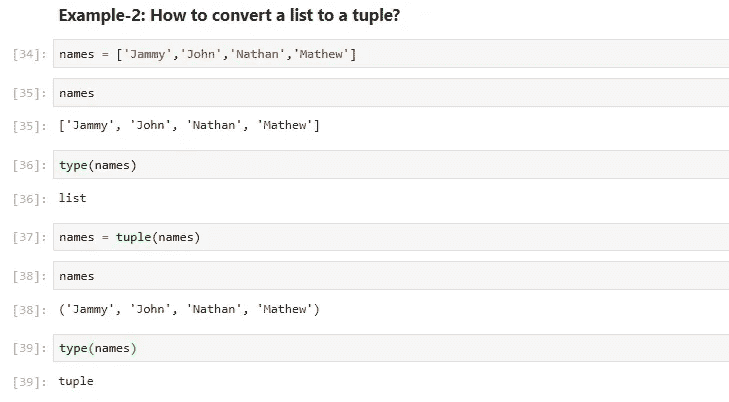 Example-2: How to convert a list to a tuple?
[34]: names = ['Jammy','John','Nathan','Mathew']
[35]: names
[35]: ['Jammy', 'John', 'Nathan', 'Mathew']
[36]: type(names)
[36]: list
[37]: names = tuple(names)
[38]: names
[38]: ('Jammy', 'John', 'Nathan', 'Mathew')
[39]: type(names)
[39]: tuple